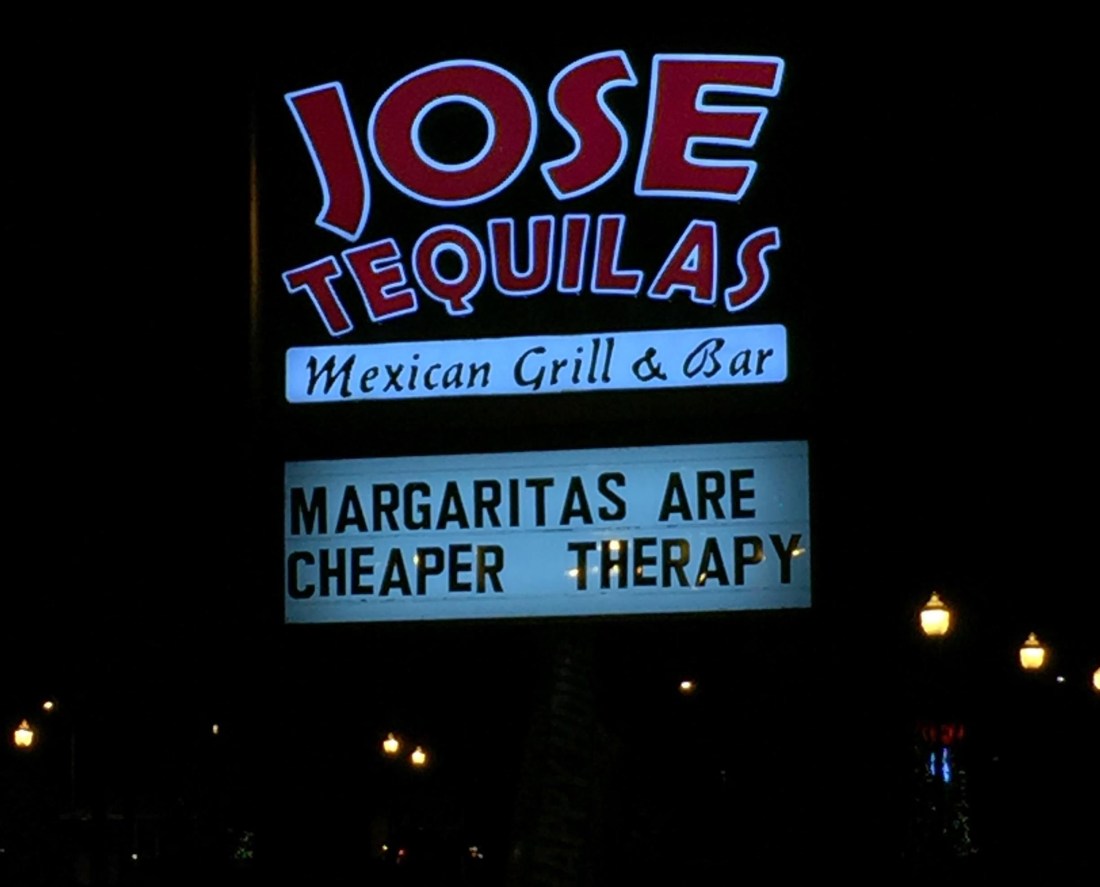 JOSE
TEQUILAS
Mexican Grill & Bar
MARGARITAS ARE
CHEAPER THERAPY